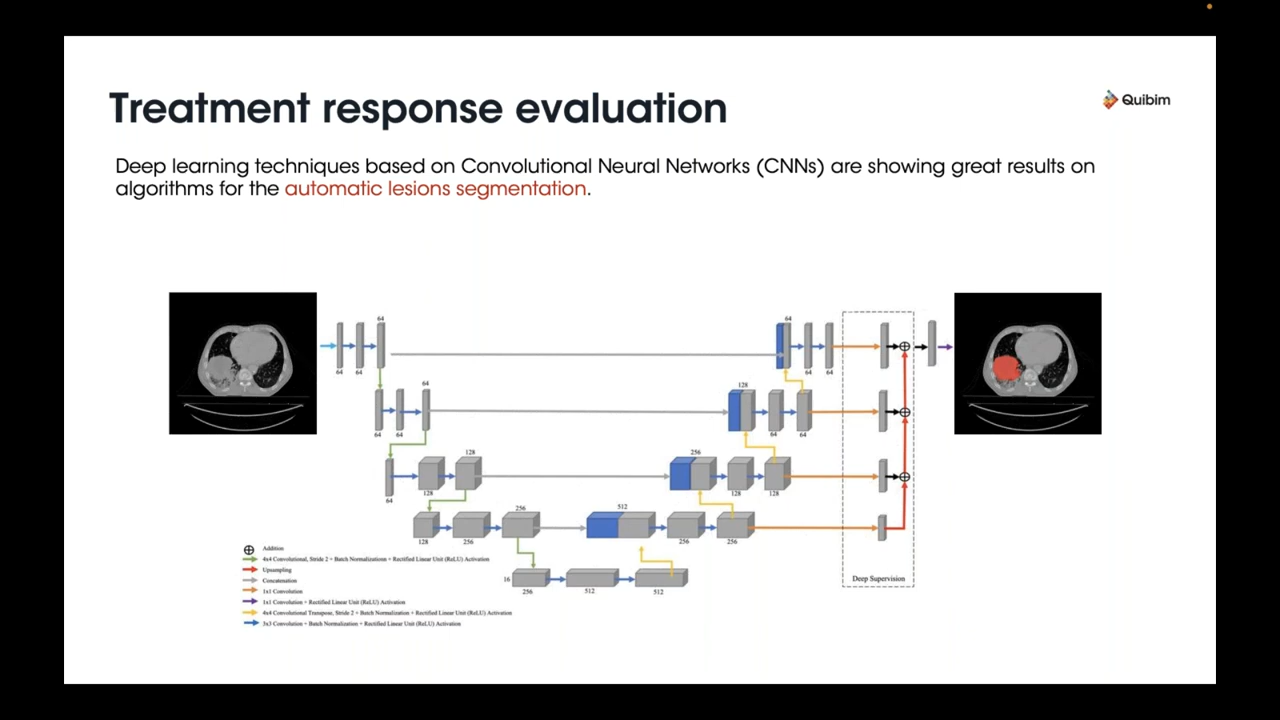 Treatment response evaluation
Quibim
Deep learning techniques based on Convolutional Neural Networks (CNNs) are showing great results on
algorithms for the automatic lesions segmentation.
64
64
64
64
64
64
64
64
64
128
64
64
64
128
128
256
128
128
128
256
256
512
256
256
16
256
512
512
Deep Supervision
Addition
4x4 Convolutional, Stride 2 + Batch Normalizations + Rectified Linear Unit (ReLU) Activation
Upsampling
Concatenation
1x1 Convolution
1x1 Convolution + Rectified Linear Unit (ReLU) Activation
4x4 Convolutional Transpose, Stride 2 + Batch Normalization + Rectified Linear Unit (ReLU) Activation
3x3 Convolution + Batch Normalization + Rectified Linear Unit (ReLU) Activation